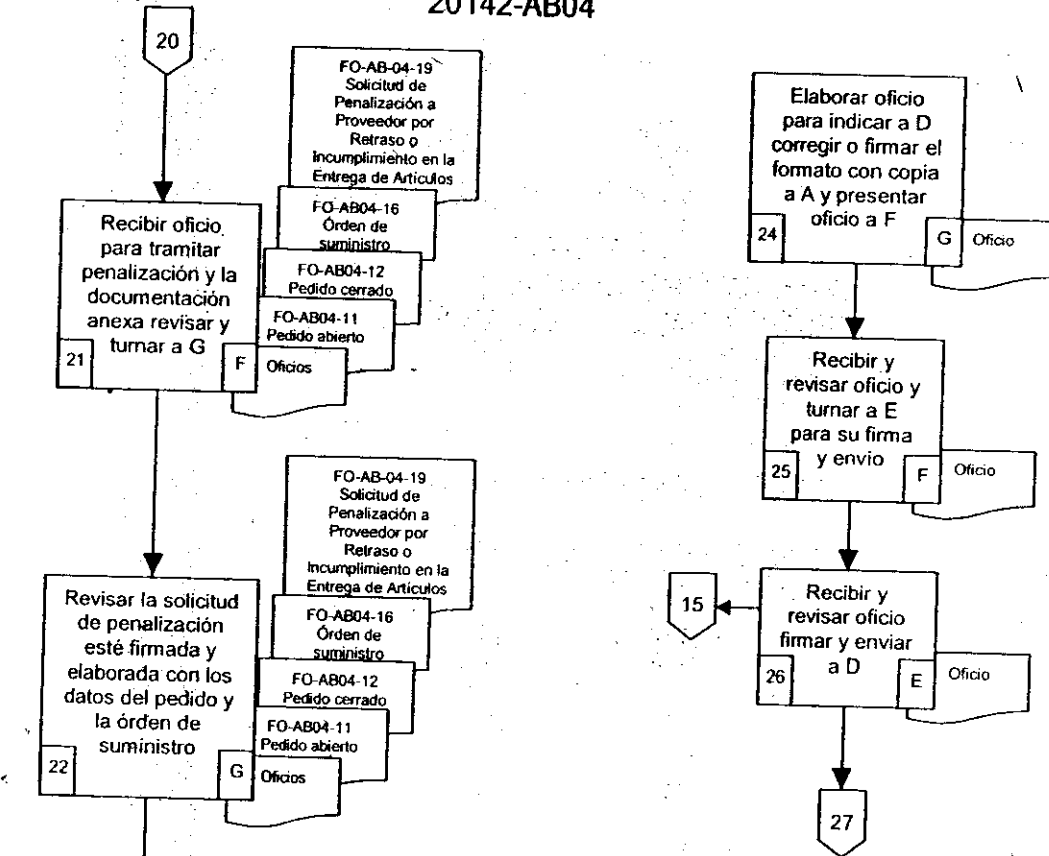 20142-AB04
20
FO-AB-04-19
Solicitud de
Penalización a
Proveedor por
Retraso o
Incumplimiento en la
Entrega de Artículos
FO-AB04-16
Órden de
suministro
FO-AB04-12
Pedido cerrado
FO-AB04-11
Pedido abierto
Oficios
Recibir oficio
para tramitar
penalización y la
documentación
anexa revisar y
turnar a G
21
F
FO-AB-04-19
Solicitud de
Penalización a
Proveedor por
Retraso o
Incumplimiento en la
Entrega de Artículos
FO-AB04-16
Órden de
suministro
FO-AB04-12
Pedido cerrado
FO-AB04-11
Pedido abierto
Oficios
Revisar la solicitud
de penalización
esté firmada y
elaborada con los
datos del pedido y
la órden de
suministro
22
G
Elaborar oficio
para indicar a D
corregir o firmar el
formato con copia
a A y presentar
oficio a F
24
G
Oficio
Recibir y
revisar oficio y
turnar a E
para su firma
y envio
25
F
Oficio
15
Recibir y
revisar oficio
firmar y enviar
a D
26
E
Oficio
27